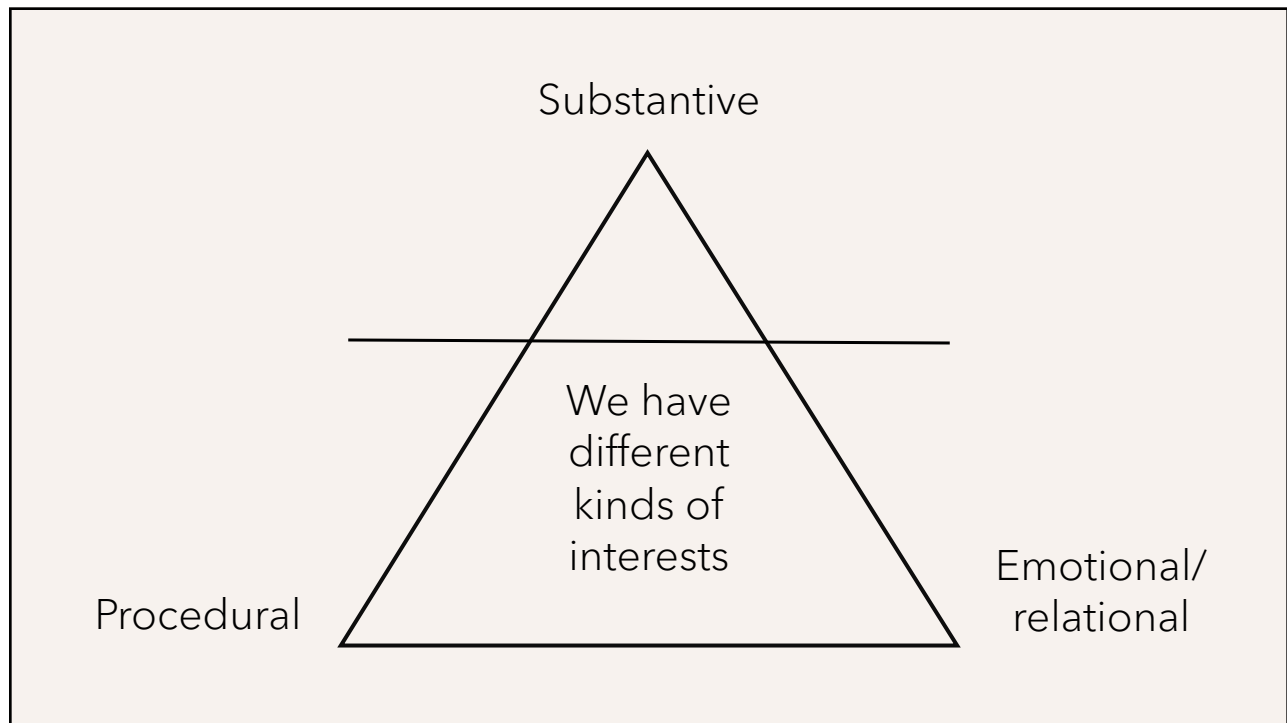 Substantive
We have
different
kinds of
interests
Procedural
Emotional/
relational